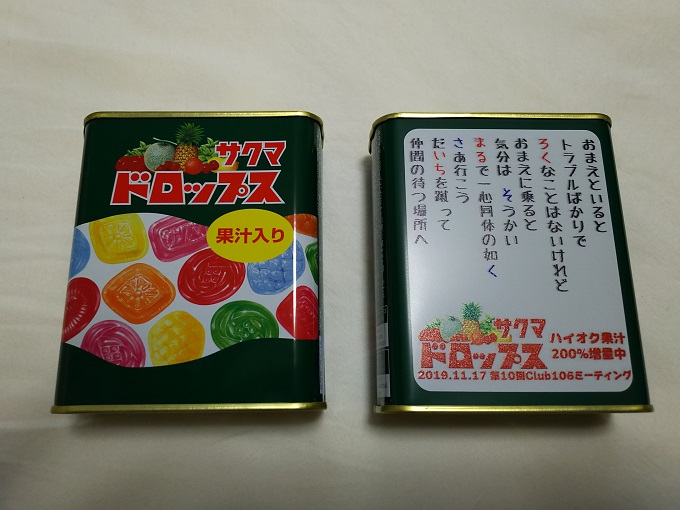 サクマ
ドロップス
果汁入り
おまえといると
トラブルばかりで
ろくなことはないけれど
おまえに乗ると
気分は そうかい
まるで一心同体の如く
さあ行こう
だいちを蹴って
仲間の待つ場所へ
サクマ
ドロップス
ハイオク果汁
200%増量中
2019.11.17 第10回Club106ミーティング